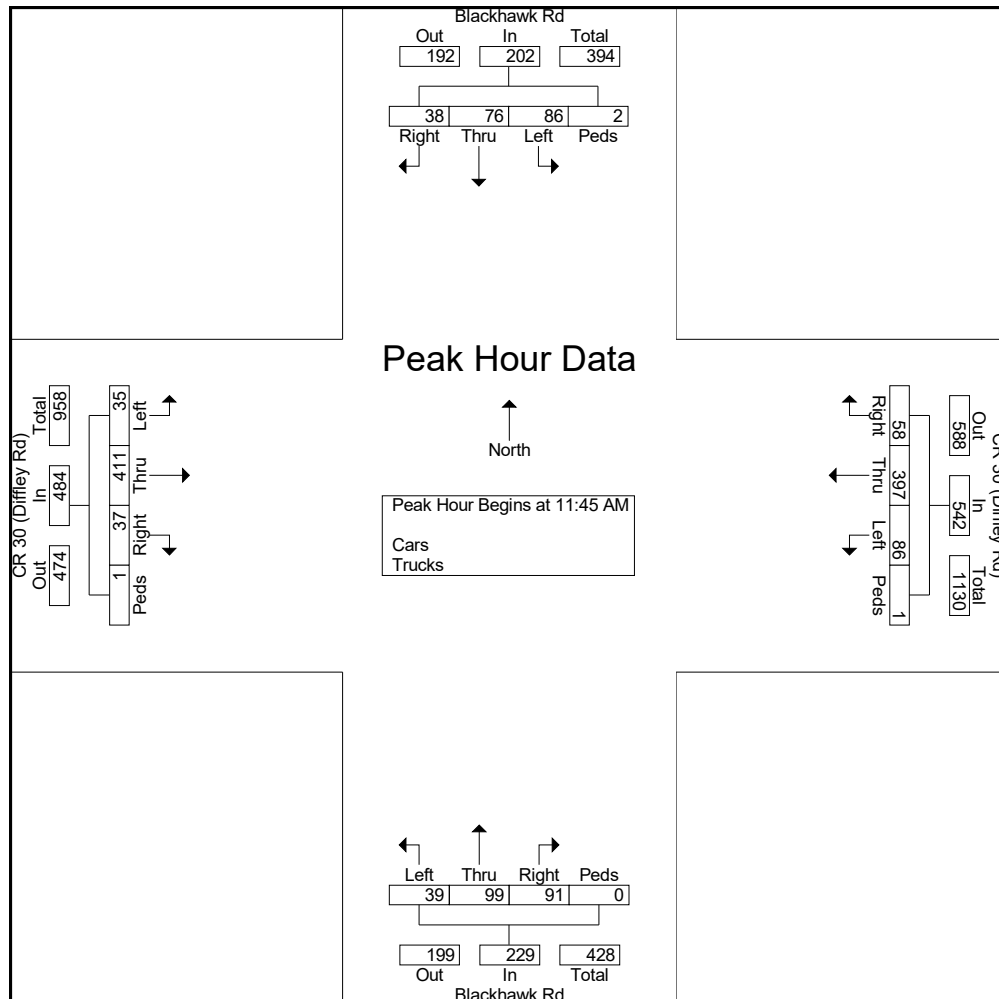 Blackhawk Rd
Out In Total
192 202 394
38 76 86 2
Right Thru Left Peds
Peak Hour Data
North
Peak Hour Begins at 11:45 AM
Cars
Trucks
CR 30 (Diffley Rd)
Out In Total
474 484 958
Left Thru Right Peds
35 411 37 1
CR 30 (Diffley Rd)
Out In Total
588 542 1130
58 397 86 1
Right Thru Left Peds
Left Thru Right Peds
39 99 91 0
199 229 428
Out In Total
Blackhawk Rd